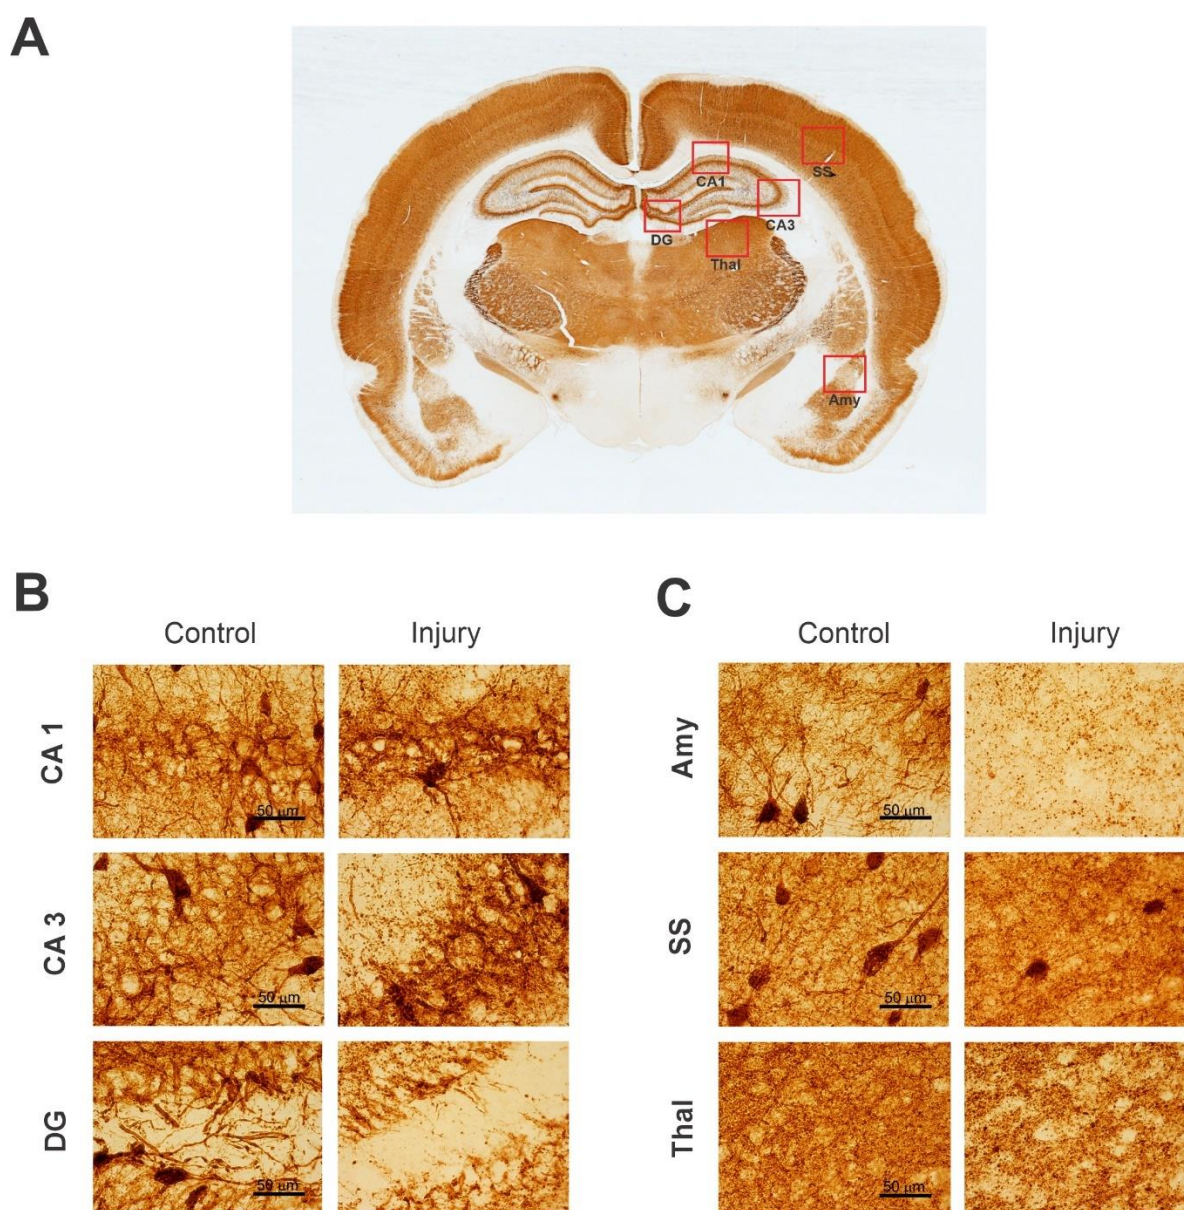 A
CA1
SS
CA3
DG
Thal
Amy
B
Control Injury
CA 1
50 μm
CA 3
50 μm
DG
50 μm
C
Control Injury
Amy
50 μm
SS
50 μm
Thal
50 μm